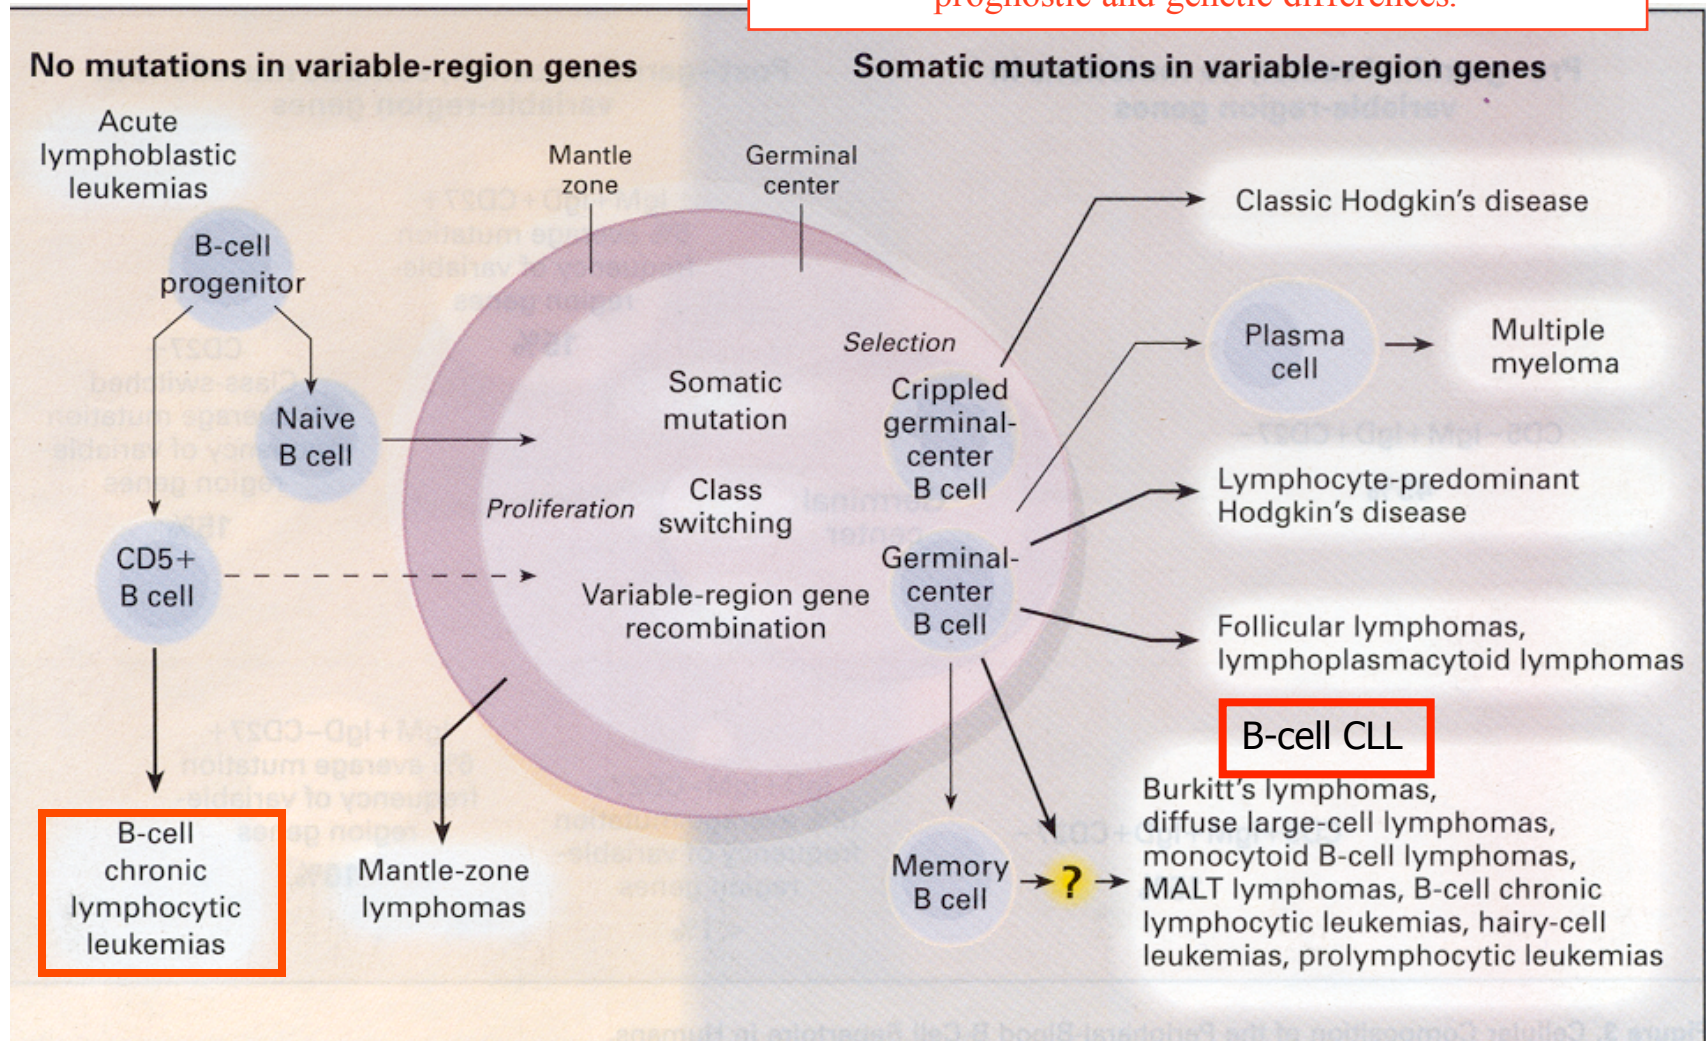 prognostic and genetic differences.
No mutations in variable-region genes
Somatic mutations in variable-region genes
Acute
lymphoblastic
leukemias
B-cell
progenitor
Naive
B cell
CD5+
B cell
B-cell
chronic
lymphocytic
leukemias
Mantle
zone
Germinal
center
Proliferation
Somatic
mutation
Class
switching
Variable-region gene
recombination
Selection
Crippled
germinal-
center
B cell
Germinal-
center
B cell
Mantle-zone
lymphomas
Memory
B cell
?
Classic Hodgkin's disease
Plasma
cell
Multiple
myeloma
Lymphocyte-predominant
Hodgkin's disease
Follicular lymphomas,
lymphoplasmacytoid lymphomas
B-cell CLL
Burkitt's lymphomas,
diffuse large-cell lymphomas,
monocytoid B-cell lymphomas,
MALT lymphomas, B-cell chronic
lymphocytic leukemias, hairy-cell
leukemias, prolymphocytic leukemias